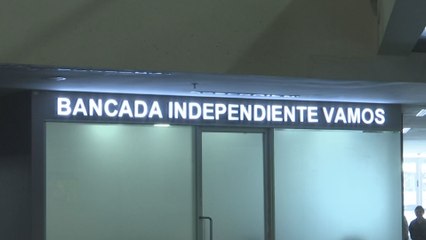 BANCADA INDEPENDIENTE VAMOS